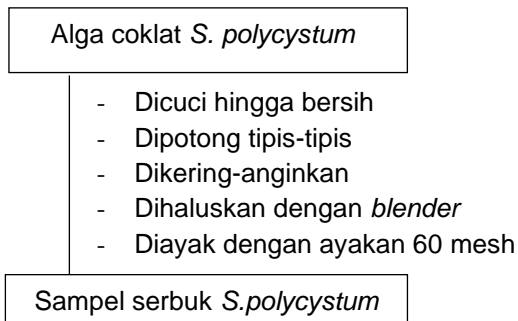 Alga coklat S. polycystum
- Dicuci hingga bersih
- Dipotong tipis-tipis
- Dikering-anginkan
- Dihaluskan dengan blender
- Diayak dengan ayakan 60 mesh
Sampel serbuk S.polycystum